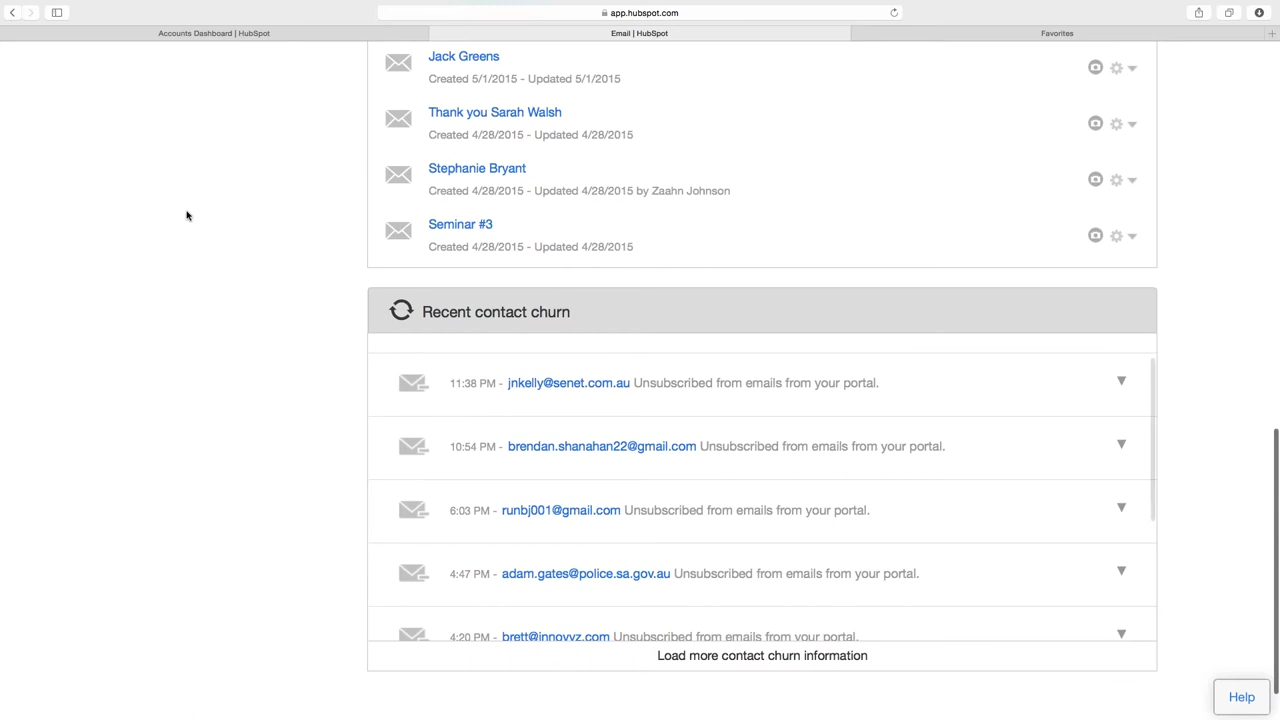 app.hubspot.com
Accounts Dashboard | HubSpot
Email | HubSpot
Favorites
Jack Greens
Created 5/1/2015 - Updated 5/1/2015
Thank you Sarah Walsh
Created 4/28/2015 - Updated 4/28/2015
Stephanie Bryant
Created 4/28/2015 - Updated 4/28/2015 by Zaahn Johnson
Seminar #3
Created 4/28/2015 - Updated 4/28/2015
Recent contact churn
11:38 PM - jnkelly@senet.com.au Unsubscribed from emails from your portal.
10:54 PM - brendan.shanahan22@gmail.com Unsubscribed from emails from your portal.
6:03 PM - runbj001@gmail.com Unsubscribed from emails from your portal.
4:47 PM - adam.gates@police.sa.gov.au Unsubscribed from emails from your portal.
4:20 PM - brett@innovyz.com Unsubscribed from emails from your portal.
Load more contact churn information
Help